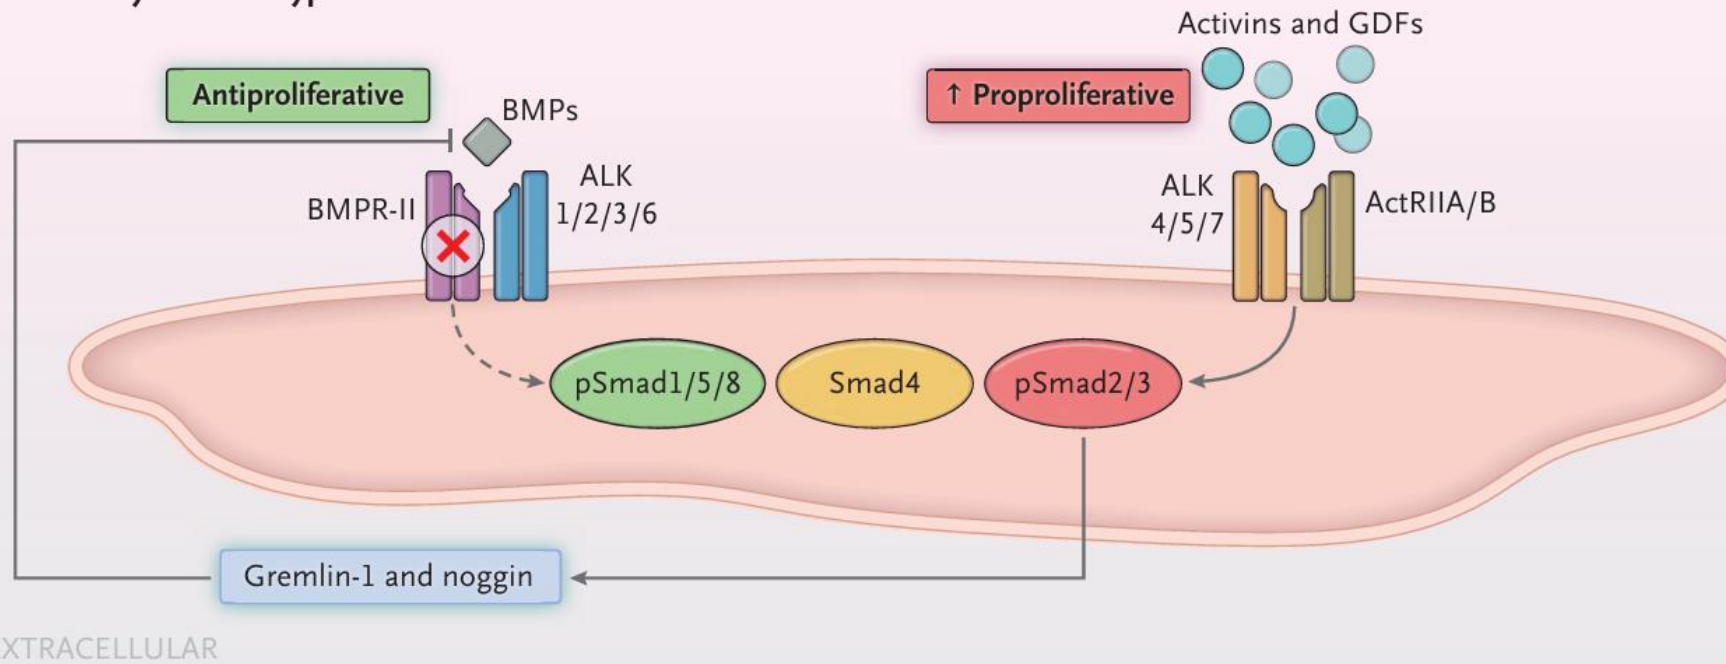 Activins and GDFs
Antiproliferative
↑ Proproliferative
BMPs
BMPR-II
ALK
1/2/3/6
ALK
4/5/7
ActRIIA/B
pSmad1/5/8
Smad4
pSmad2/3
Gremlin-1 and noggin
XTRACELLULAR